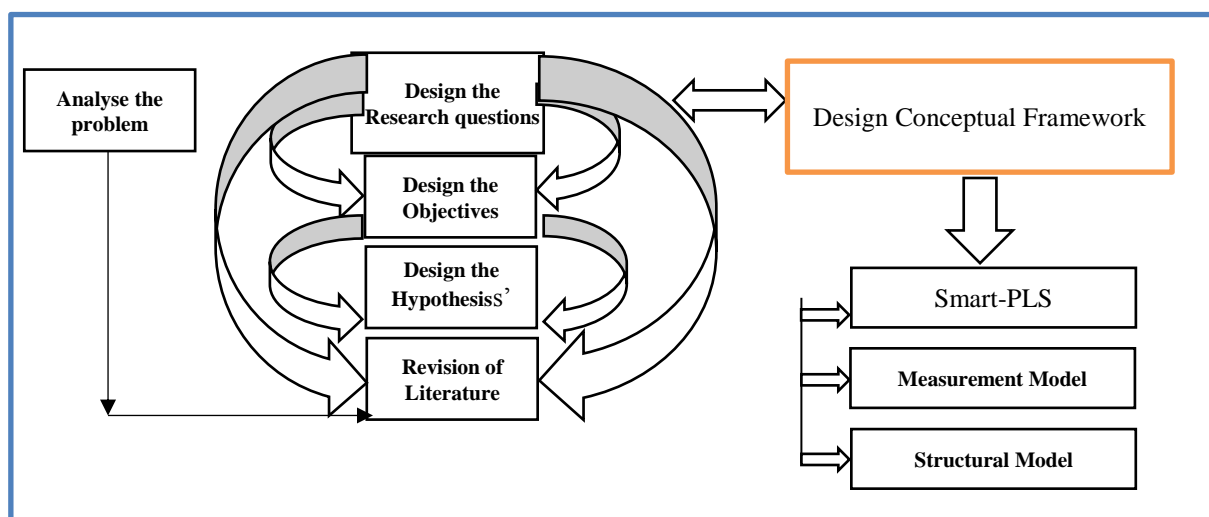 Analyse the
problem
Design the
Research questions
Design the
Objectives
Design the
Hypothesiss’
Revision of
Literature
Design Conceptual Framework
Smart-PLS
Measurement Model
Structural Model